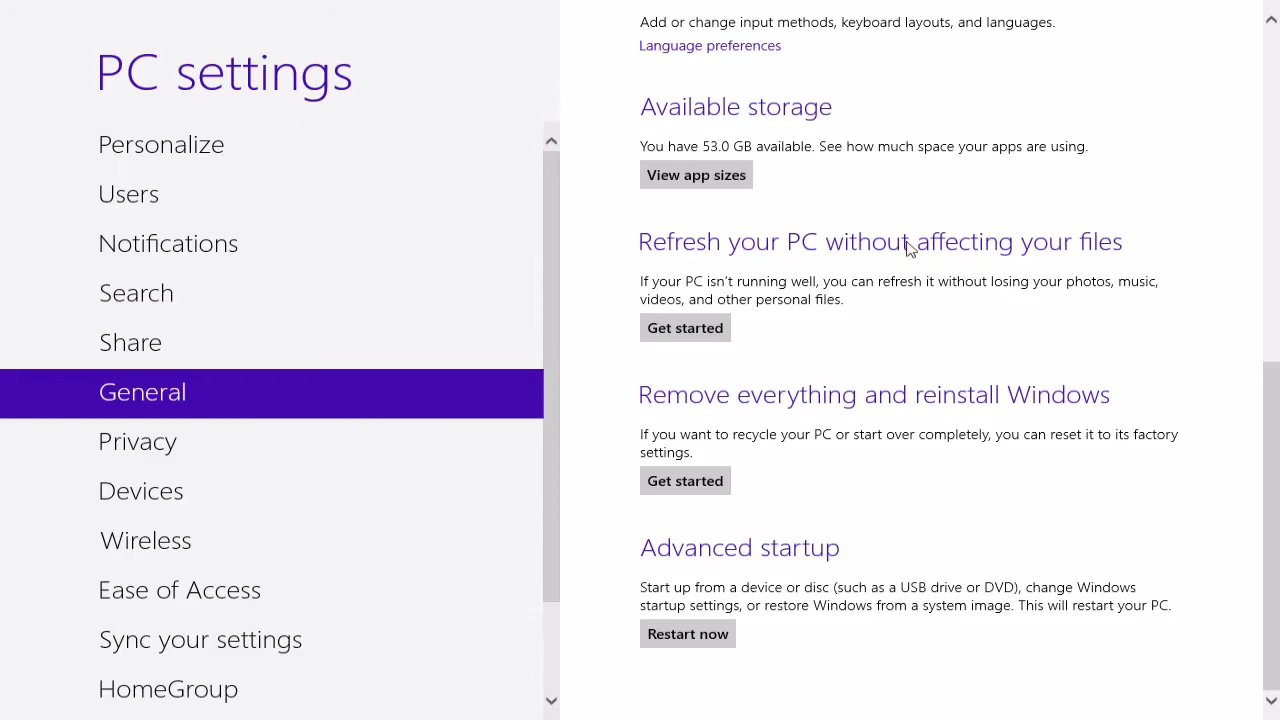 PC settings
Personalize
Users
Notifications
Search
Share
General
Privacy
Devices
Wireless
Ease of Access
Sync your settings
HomeGroup
Add or change input methods, keyboard layouts, and languages.
Language preferences
Available storage
You have 53.0 GB available. See how much space your apps are using.
View app sizes
Refresh your PC without affecting your files
If your PC isn't running well, you can refresh it without losing your photos, music,
videos, and other personal files.
Get started
Remove everything and reinstall Windows
If you want to recycle your PC or start over completely, you can reset it to its factory
settings.
Get started
Advanced startup
Start up from a device or disc (such as a USB drive or DVD), change Windows
startup settings, or restore Windows from a system image. This will restart your PC.
Restart now